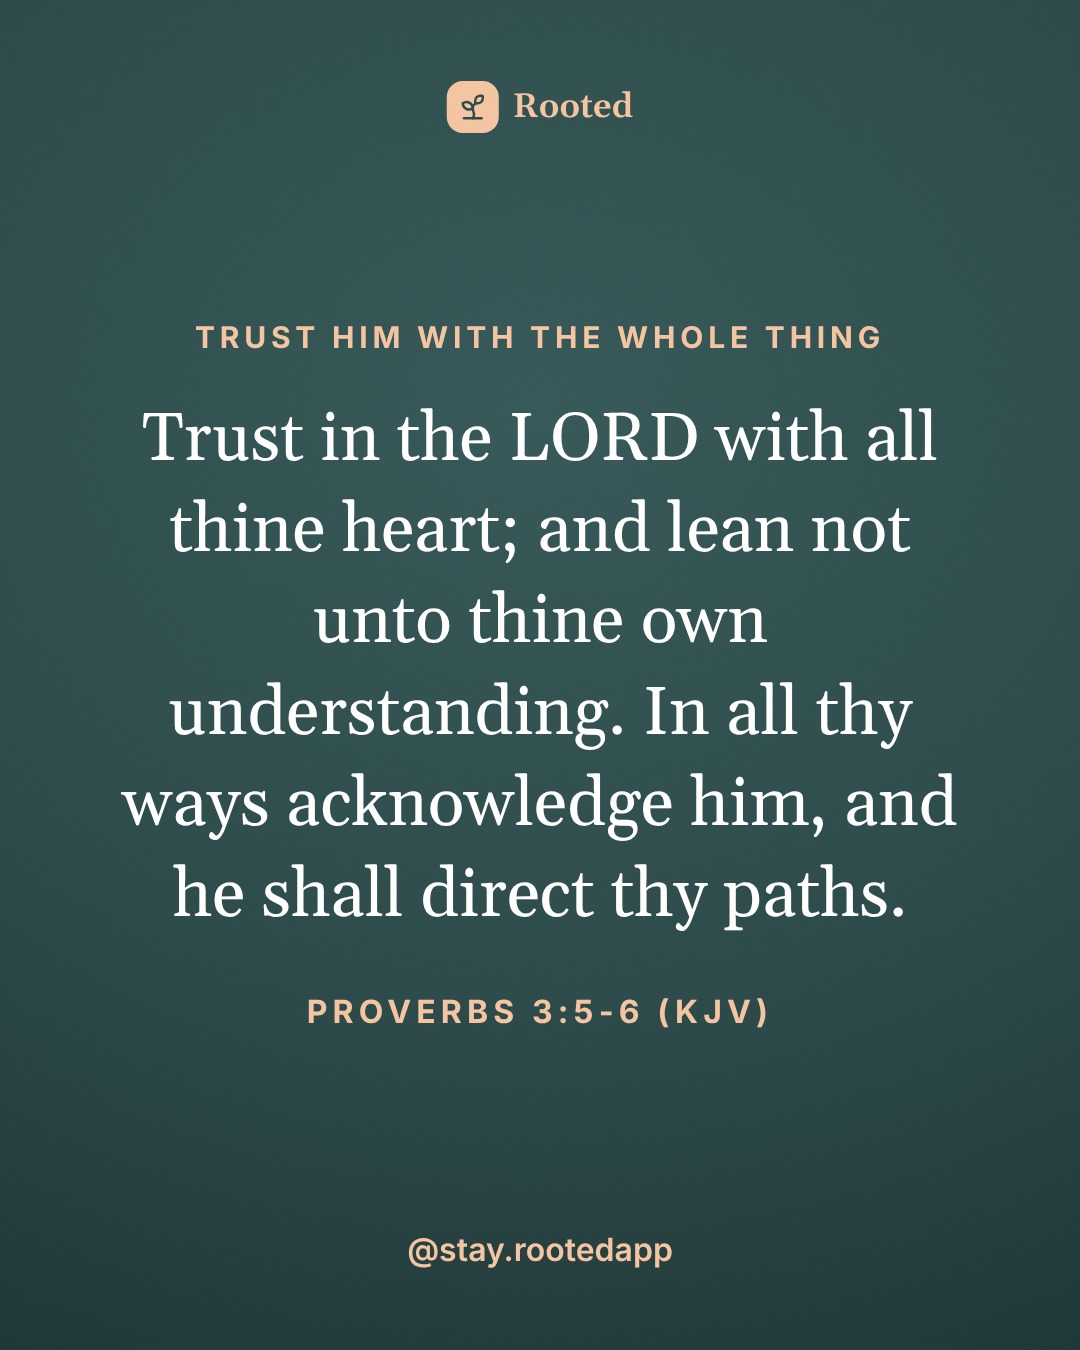 Rooted
TRUST HIM WITH THE WHOLE THING
Trust in the LORD with all
thine heart; and lean not
unto thine own
understanding. In all thy
ways acknowledge him, and
he shall direct thy paths.
PROVERBS 3:5-6 (KJV)
@stay.rootedapp